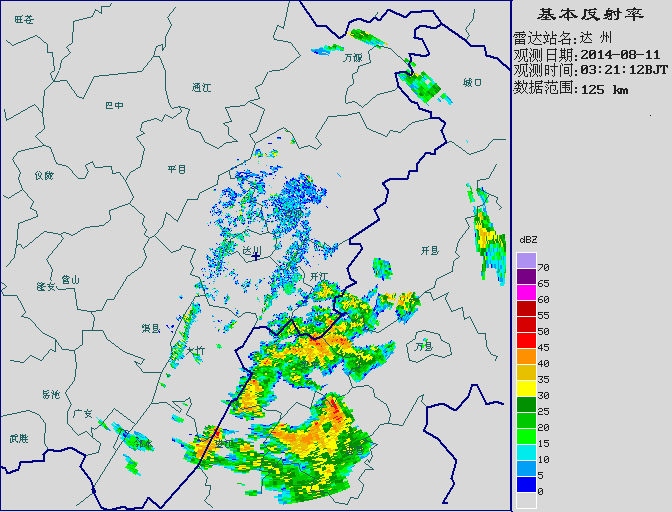 基本反射率
雷达站名:达 州
观测日期:2014-08-11
观测时间:03:21:12BJT
数据范围:125 km
旺苍
万源
通江
城口
巴中
仪陇
平昌
达川
开县
开江
营山
蓬安
渠县
大竹
万县
岳池
广安
武胜
邻水
dBZ
70
65
60
55
50
45
40
35
30
25
20
15
10
5
0